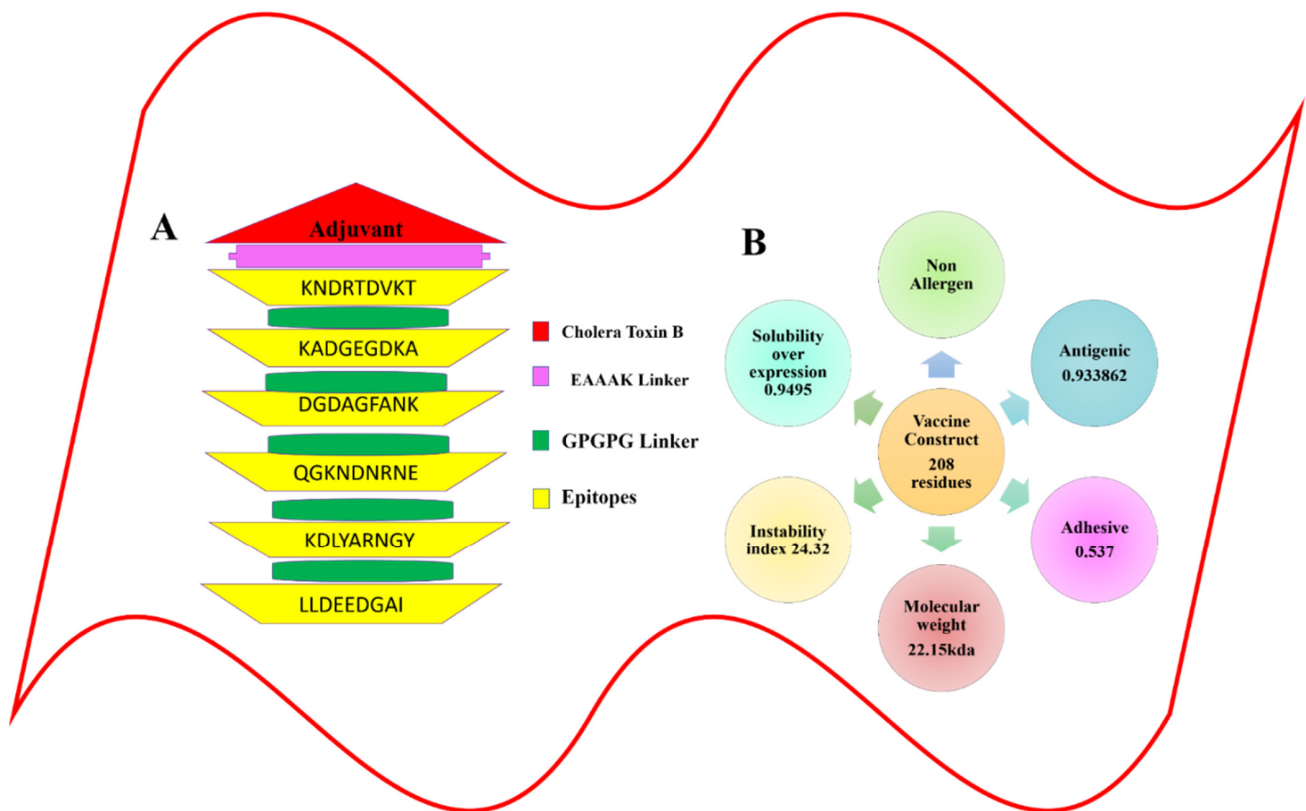 A
Adjuvant
KNDRTDVKT
KADGEGDKA
DGDAGFANK
QGKNDNRNE
KDLYARNGY
LLDEEDGAI
Cholera Toxin B
EAAAK Linker
GPGPG Linker
Epitopes
B
Non
Allergen
Solubility
over
expression
0.9495
Antigenic
0.933862
Vaccine
Construct
208
residues
Instability
index 24.32
Adhesive
0.537
Molecular
weight
22.15kda